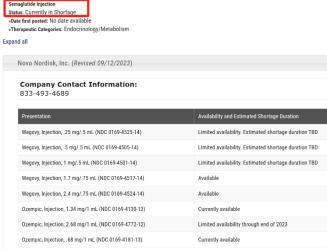 Semaglutide Injection
Status: Currently in Shortage
»Date first posted: No date available
»Therapeutic Categories: Endocrinology/Metabolism
Expand all
Novo Nordisk, Inc. (Revised 09/12/2023)
Company Contact Information:
833-493-4689
Presentation Availability and Estimated Shortage Duration
Wegovy, Injection, .25 mg/.5 mL (NDC 0169-4525-14) Limited availability. Estimated shortage duration TBD
Wegovy, Injection, .5 mg/.5 mL (NDC 0169-4505-14) Limited availability. Estimated shortage duration TBD
Wegovy, Injection, 1 mg/.5 mL (NDC 0169-4501-14) Limited availability. Estimated shortage duration TBD
Wegovy, Injection, 1.7 mg/.75 mL (NDC 0169-4517-14) Available
Wegovy, Injection, 2.4 mg/.75 mL (NDC 0169-4524-14) Available
Ozempic, Injection, 1.34 mg/1 mL (NDC 0169-4130-13) Currently available
Ozempic, Injection, 2.68 mg/1 mL (NDC 0169-4772-12) Limited availability through end of 2023
Ozempic, Injection, .68 mg/1 mL (NDC 0169-4181-13) Currently available